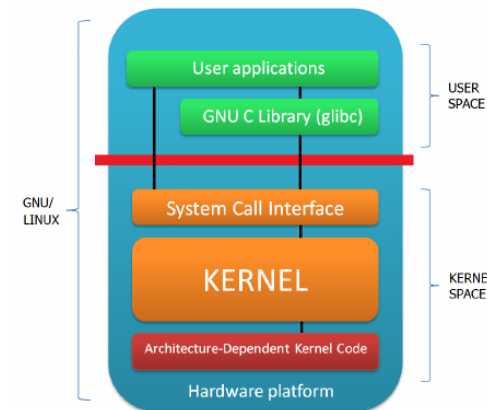 User applications
GNU C Library (glibc)
USER
SPACE
GNU/
LINUX
System Call Interface
KERNEL
KERNE
SPACE
Architecture-Dependent Kernel Code
Hardware platform